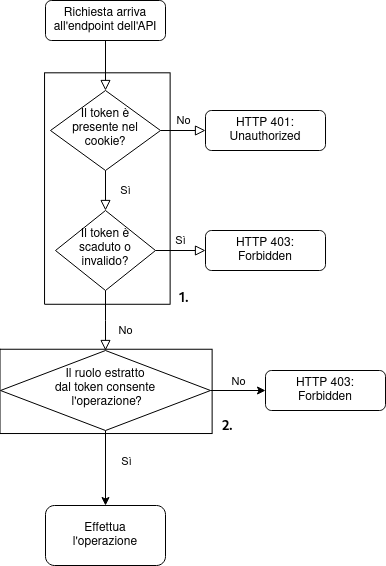 Richiesta arriva
all'endpoint dell'API
Il token è
presente nel
cookie?
No
HTTP 401:
Unauthorized
Sì
Il token è
scaduto o
invalido?
Sì
HTTP 403:
Forbidden
1.
No
Il ruolo estratto
dal token consente
l'operazione?
No
HTTP 403:
Forbidden
2.
Sì
Effettua
l'operazione